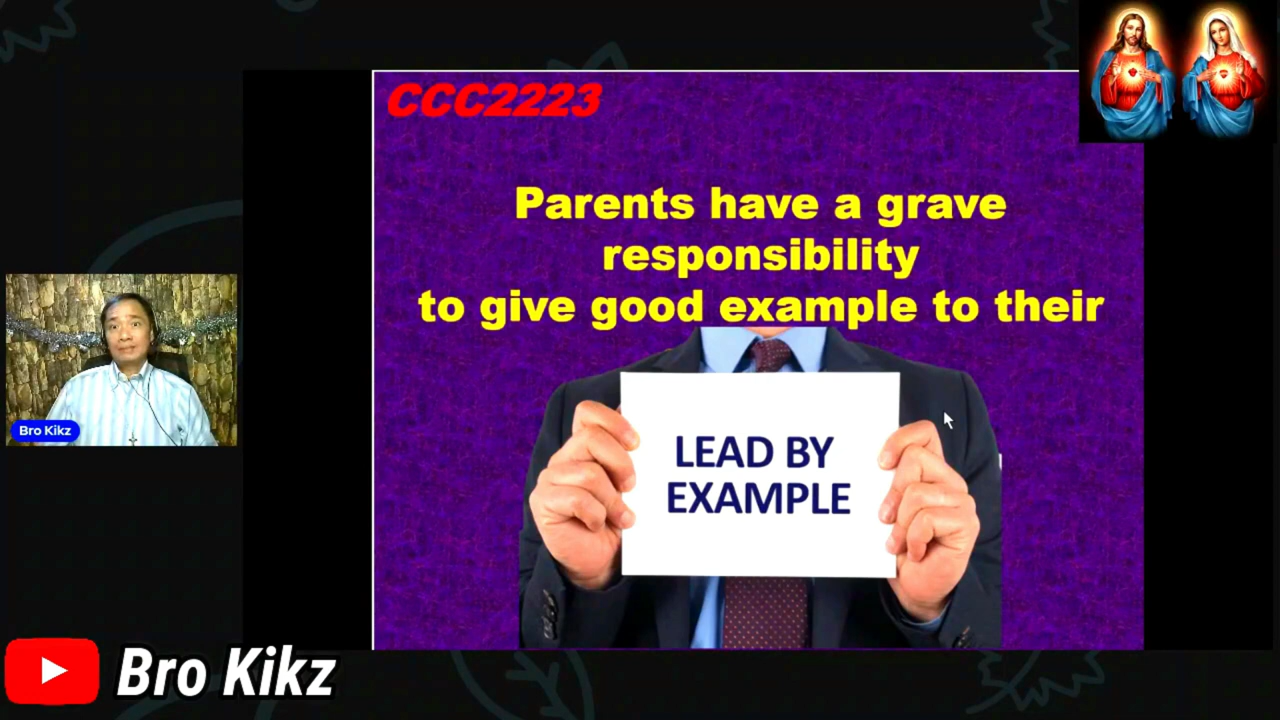 CCC2223
Parents have a grave
responsibility
to give good example to their
LEAD BY
EXAMPLE
Bro Kikz
Bro Kikz